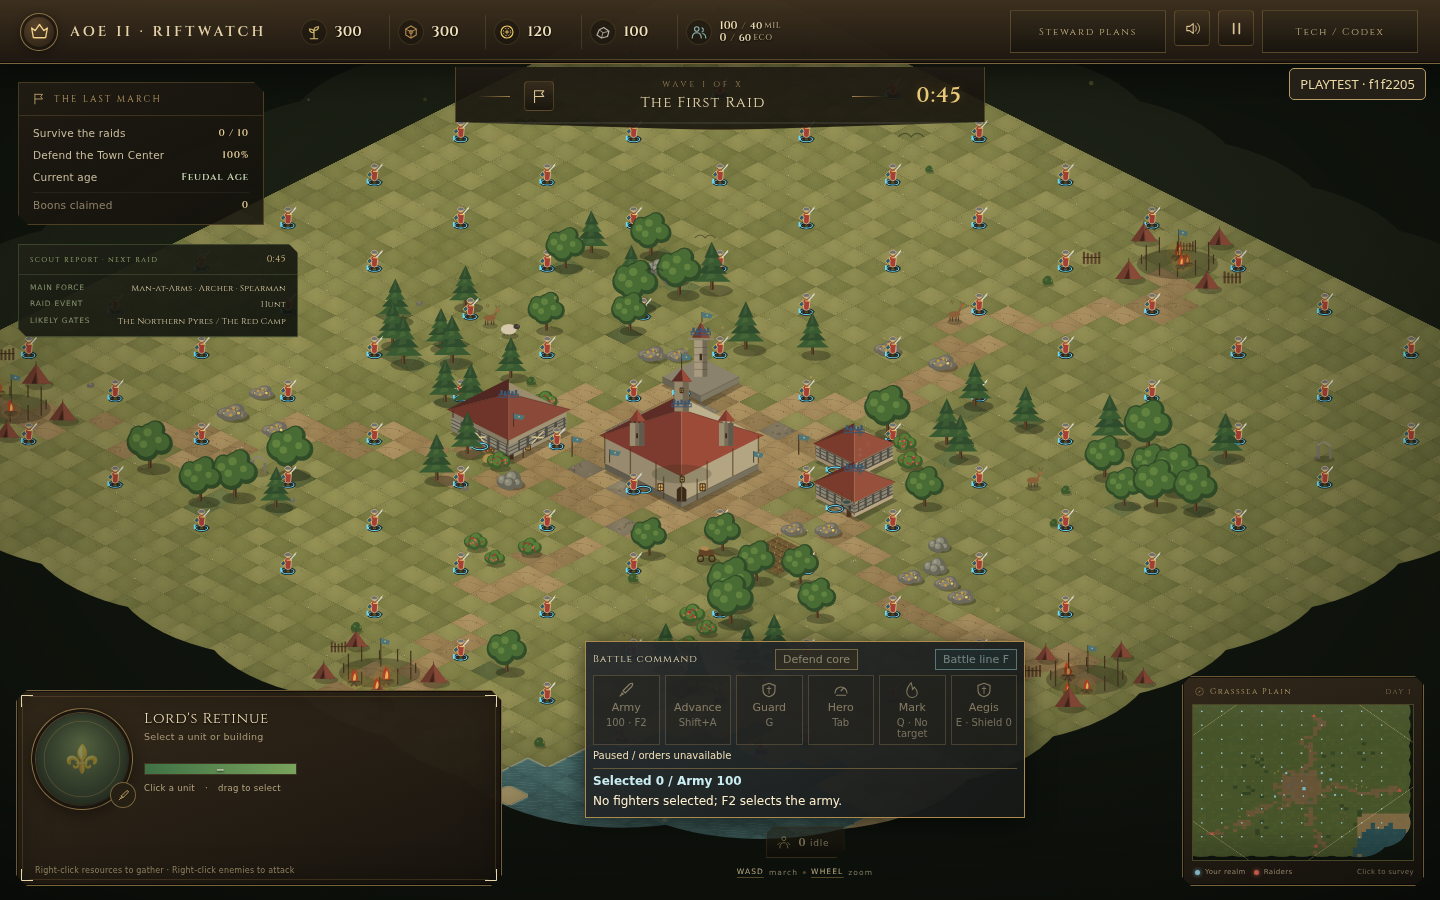 AOE II · RIFTWATCH
300
300
120
100
100 / 40 MIL
0 / 60 ECO
STEWARD PLANS
TECH / CODEX
PLAYTEST · f1f2205
THE LAST MARCH
Survive the raids 0 / 10
Defend the Town Center 100%
Current age FEUDAL AGE
Boons claimed 0
WAVE I OF X
THE FIRST RAID
0:45
SCOUT REPORT · NEXT RAID 0:45
MAIN FORCE MAN-AT-ARMS · ARCHER · SPEARMAN
RAID EVENT HUNT
LIKELY GATES THE NORTHERN PYRES / THE RED CAMP
LORD'S RETINUE
Select a unit or building
Click a unit · drag to select
Right-click resources to gather · Right-click enemies to attack
BATTLE COMMAND
Defend core
Battle line F
Army
100 · F2
Advance
Shift+A
Guard
G
Hero
Tab
Mark
Q · No
target
Aegis
E · Shield 0
Paused / orders unavailable
Selected 0 / Army 100
No fighters selected; F2 selects the army.
0 idle
WASD march • WHEEL zoom
GRASSSEA PLAIN DAY 1
Your realm Raiders Click to survey